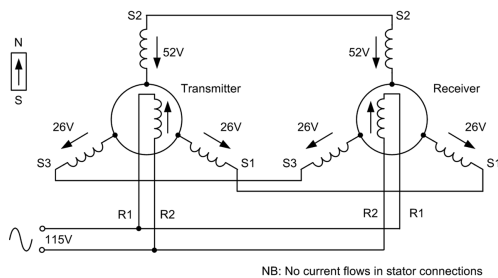 S2 S2
N
52V 52V
Transmitter Receiver
S
26V 26V 26V 26V
S3 S1 S3 S1
R1 R2 R2 R1
115V
NB: No current flows in stator connections